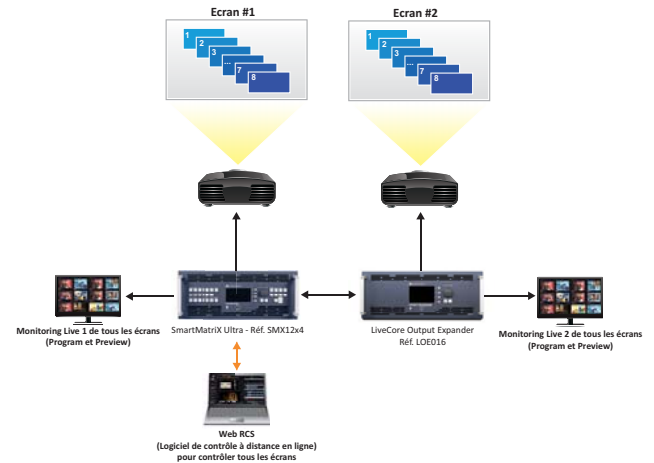 Ecran #1
Ecran #2
1
2
3
...
7
8
1
2
3
...
7
8
Monitoring Live 1 de tous les écrans
(Program et Preview)
SmartMatriX Ultra - Réf. SMX12x4
LiveCore Output Expander
Réf. LOE016
Monitoring Live 2 de tous les écrans
(Program et Preview)
Web RCS
(Logiciel de contrôle à distance en ligne)
pour contrôler tous les écrans